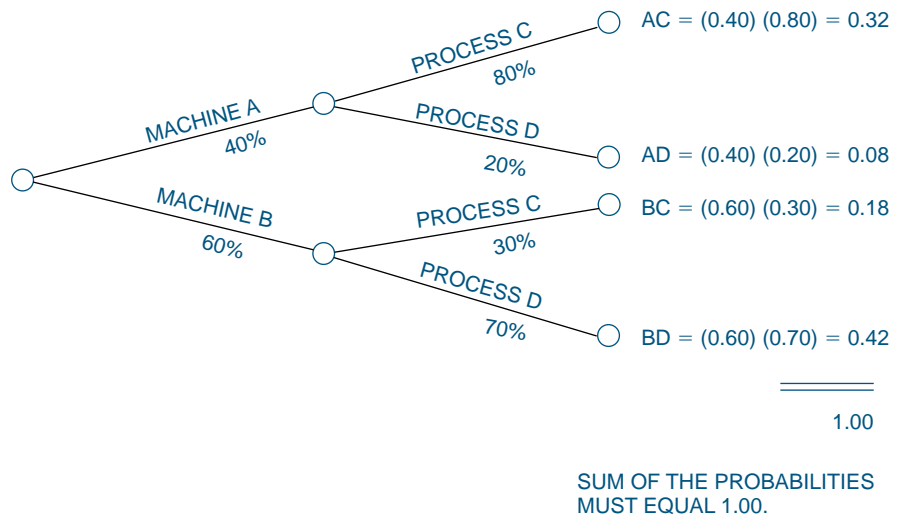 PROCESS C
80%
AC = (0.40) (0.80) = 0.32
MACHINE A
40%
PROCESS D
20%
AD = (0.40) (0.20) = 0.08
MACHINE B
60%
PROCESS C
30%
BC = (0.60) (0.30) = 0.18
PROCESS D
70%
BD = (0.60) (0.70) = 0.42
1.00
SUM OF THE PROBABILITIES
MUST EQUAL 1.00.